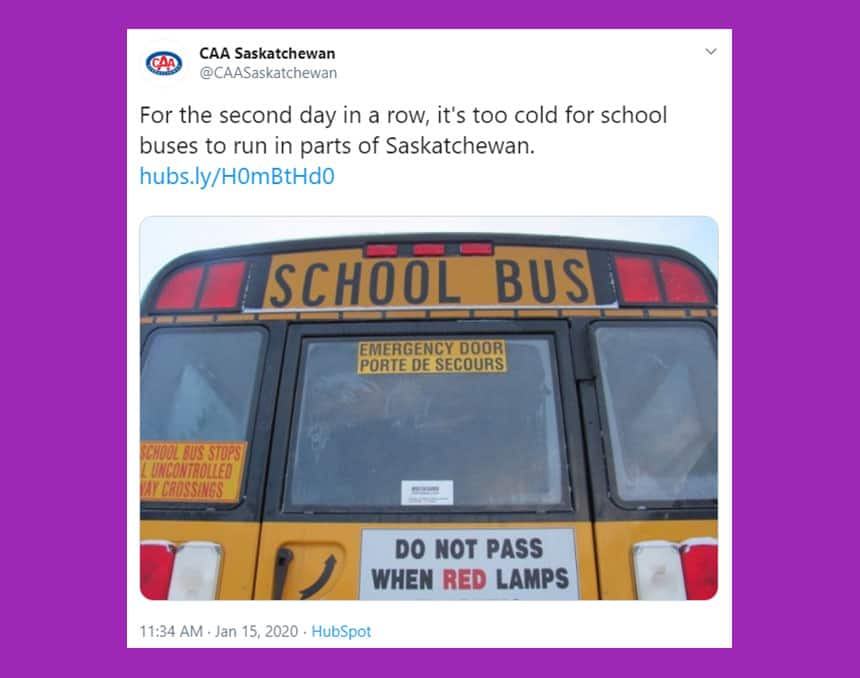 CAA
CAA Saskatchewan
@CAASaskatchewan
For the second day in a row, it's too cold for school
buses to run in parts of Saskatchewan.
hubs.ly/H0mBtHd0
SCHOOL BUS
EMERGENCY DOOR
PORTE DE SECOURS
SCHOOL BUS STOPS
L UNCONTROLLED
WAY CROSSINGS
DO NOT PASS
WHEN RED LAMPS
11:34 AM · Jan 15, 2020 · HubSpot